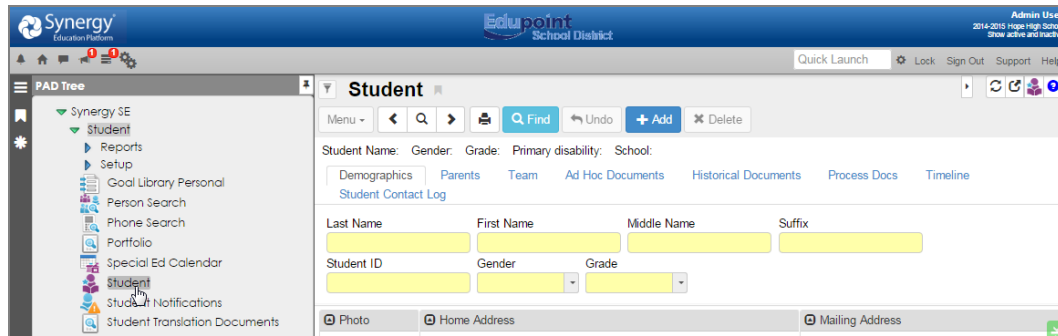 Synergy
Education Platform
Edupoint
School District
Admin Use
2014-2015 Hope High Scho
Show active and Inactiv
1 1
Quick Launch Lock Sign Out Support Help
PAD Tree
Synergy SE
Student
Reports
Setup
Goal Library Personal
Person Search
Phone Search
Portfolio
Special Ed Calendar
Student
Student Notifications
Student Translation Documents
Student
Menu Find Undo + Add Delete
Student Name: Gender: Grade: Primary disability: School:
Demographics Parents Team Ad Hoc Documents Historical Documents Process Docs Timeline
Student Contact Log
Last Name First Name Middle Name Suffix
Student ID Gender Grade
Photo Home Address Mailing Address